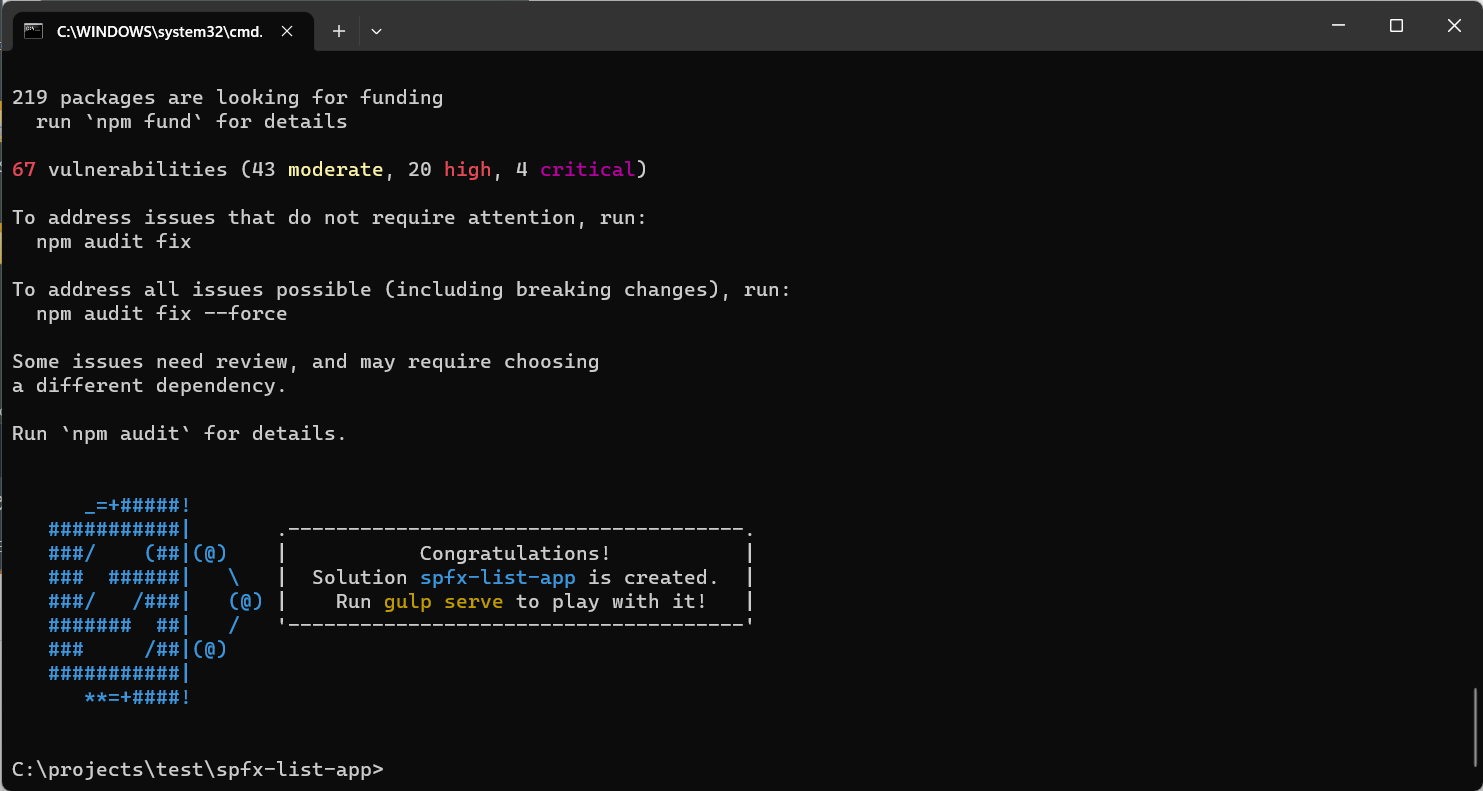 C:\WINDOWS\system32\cmd.
219 packages are looking for funding
  run `npm fund` for details
67 vulnerabilities (43 moderate, 20 high, 4 critical)
To address issues that do not require attention, run:
  npm audit fix
To address all issues possible (including breaking changes), run:
  npm audit fix --force
Some issues need review, and may require choosing
a different dependency.
Run `npm audit` for details.
      _=+#####!
   ###########|       .--------------------------------------.
   ###/    (##|(@)    |           Congratulations!           |
   ###  ######|   \   |  Solution spfx-list-app is created.  |
   ###/   /###|   (@) |    Run gulp serve to play with it!   |
   #######  ##|   /   '--------------------------------------'
   ###     /##|(@)
   ###########|
      **=+####!
C:\projects\test\spfx-list-app>